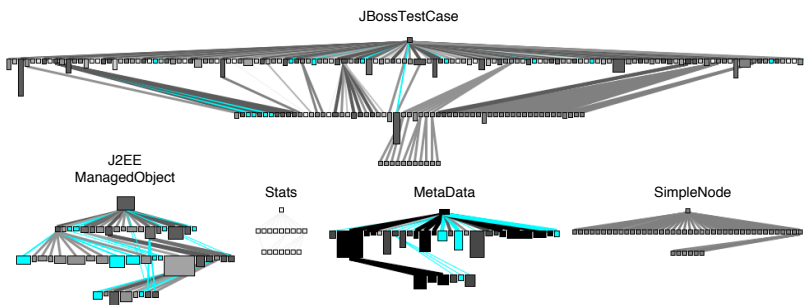 JBossTestCase
J2EE
ManagedObject
Stats
MetaData
SimpleNode